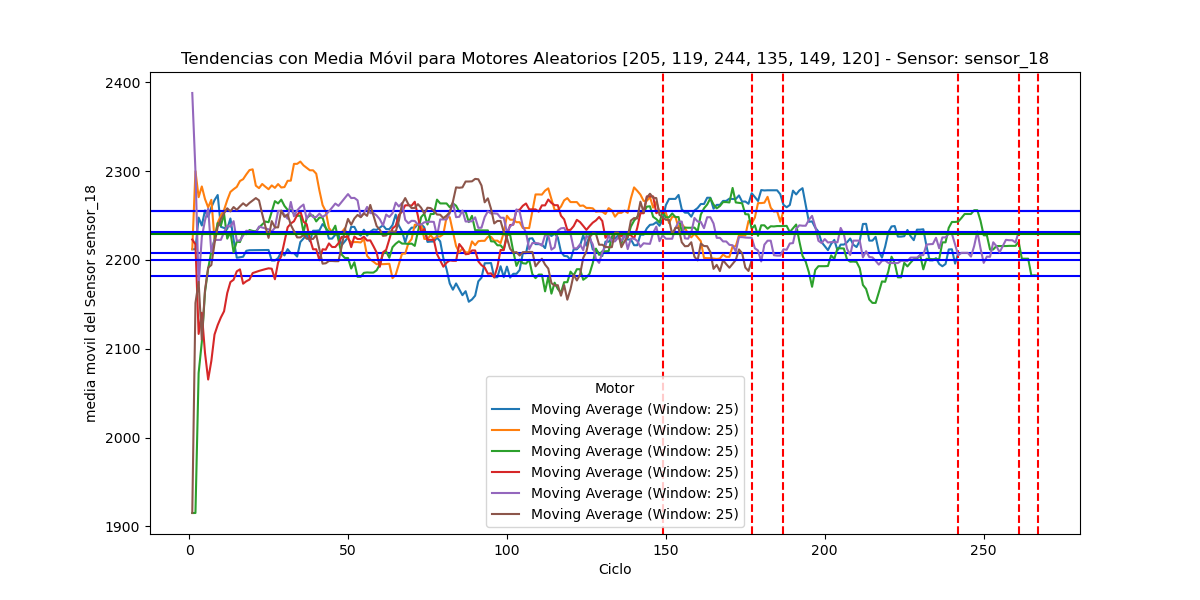 Tendencias con Media Móvil para Motores Aleatorios [205, 119, 244, 135, 149, 120] - Sensor: sensor_18
media movil del Sensor sensor_18
2400
2300
2200
2100
2000
1900
Motor
Moving Average (Window: 25)
Moving Average (Window: 25)
Moving Average (Window: 25)
Moving Average (Window: 25)
Moving Average (Window: 25)
Moving Average (Window: 25)
0 50 100 150 200 250
Ciclo